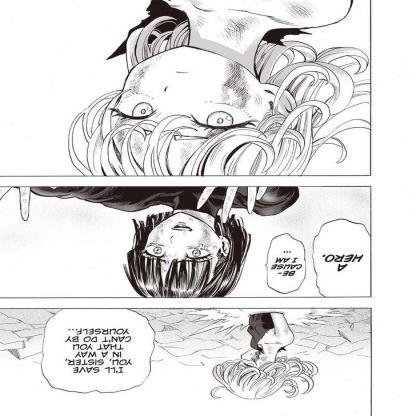 I'LL SAVE
YOU, SISTER,
IN A WAY
THAT YOU
CAN'T DO BY
YOURSELF...
BE-
CAUSE
I AM
...
A HERO.